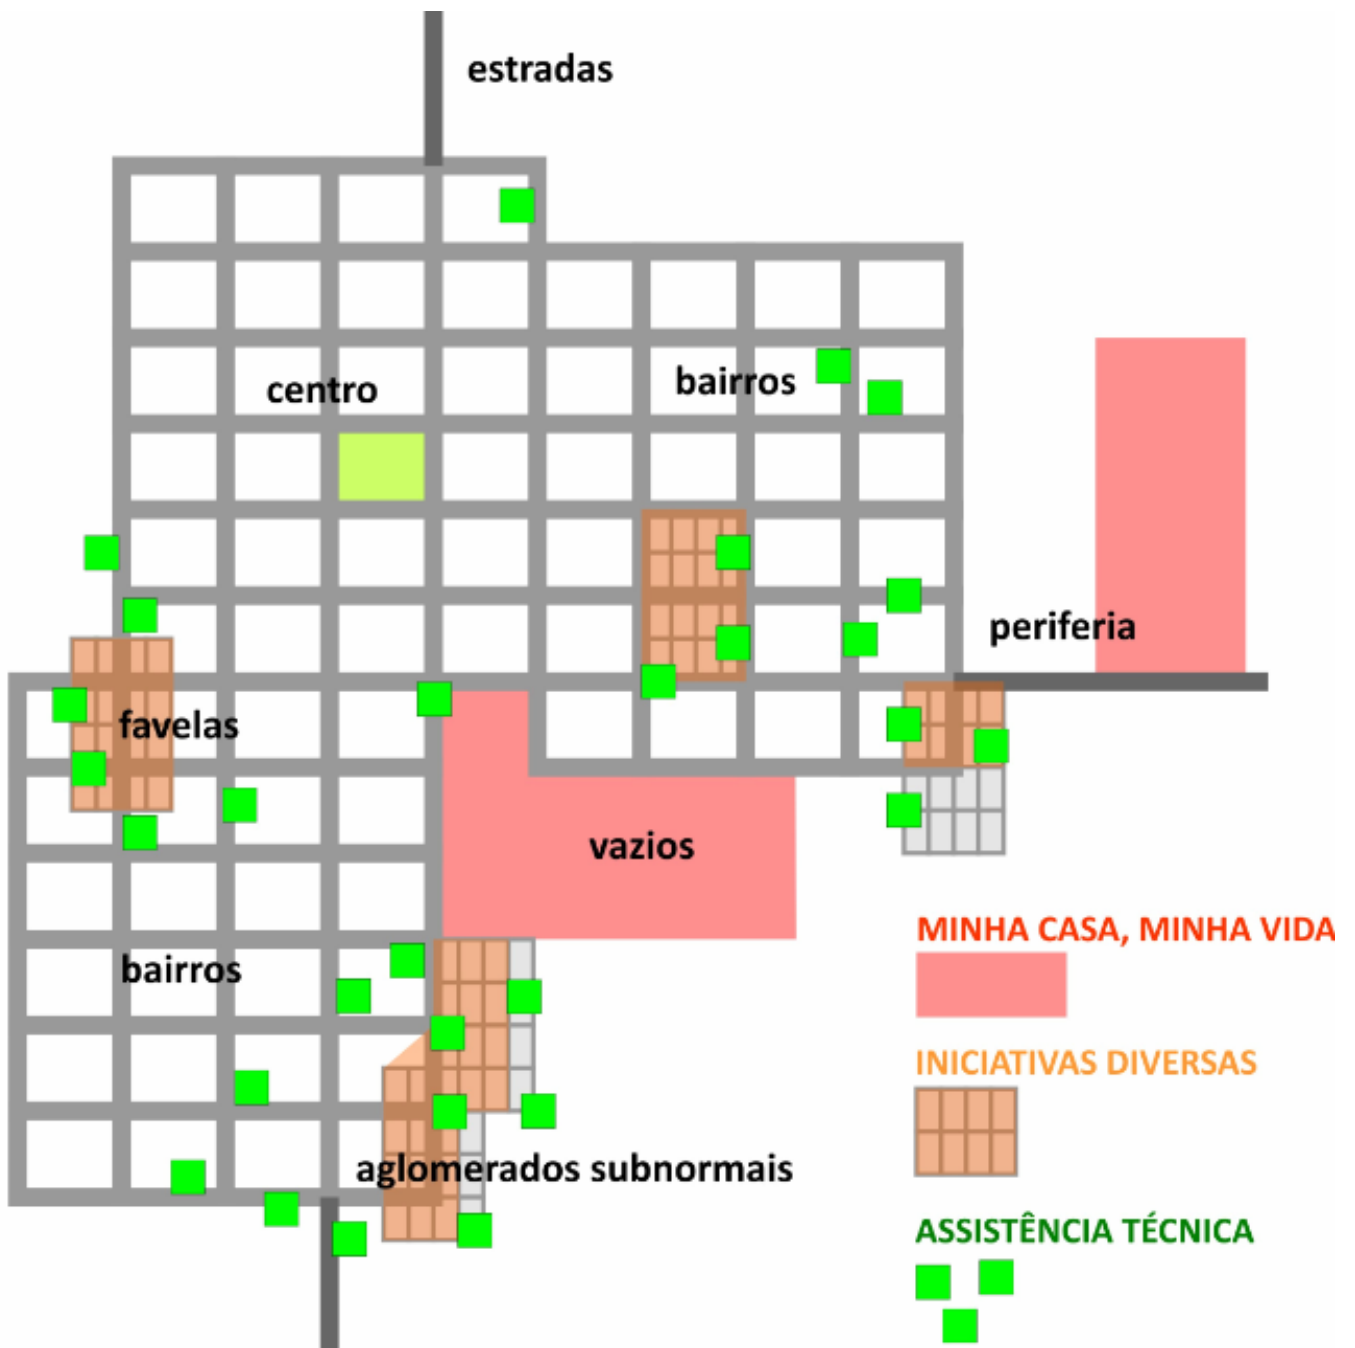 estradas
centro
bairros
periferia
favelas
vazios
MINHA CASA, MINHA VIDA
bairros
INICIATIVAS DIVERSAS
aglomerados subnormais
ASSISTÊNCIA TÉCNICA